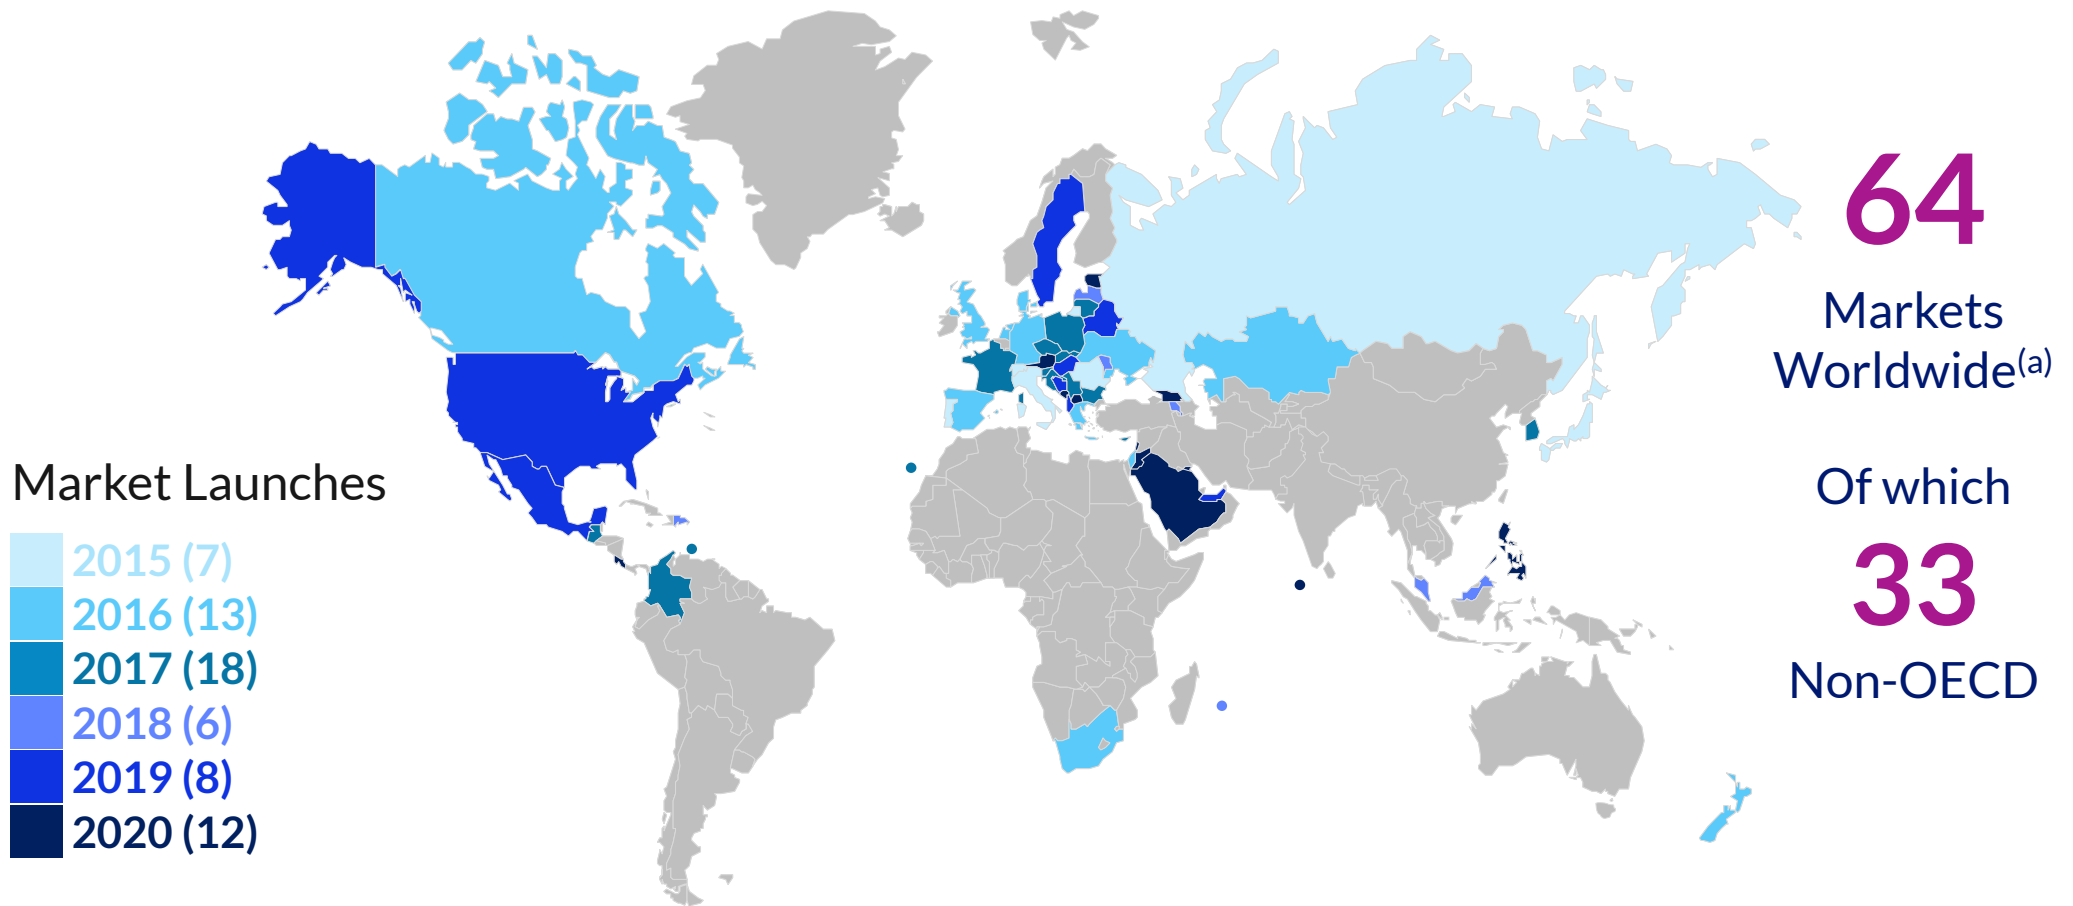 Market Launches
2015 (7)
2016 (13)
2017 (18)
2018 (6)
2019 (8)
2020 (12)
64
Markets
Worldwide(a)
Of which
33
Non-OECD